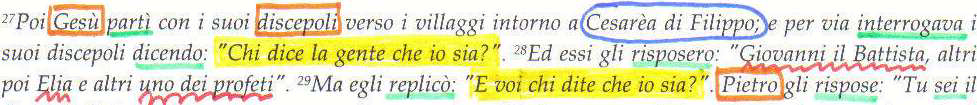 ²⁷Poi Gesù partì con i suoi discepoli verso i villaggi intorno a Cesarèa di Filippo; e per via interrogava i
suoi discepoli dicendo: "Chi dice la gente che io sia?". ²⁸Ed essi gli risposero: "Giovanni il Battista, altri
poi Elia e altri uno dei profeti". ²⁹Ma egli replicò: "E voi chi dite che io sia?". Pietro gli rispose: "Tu sei il